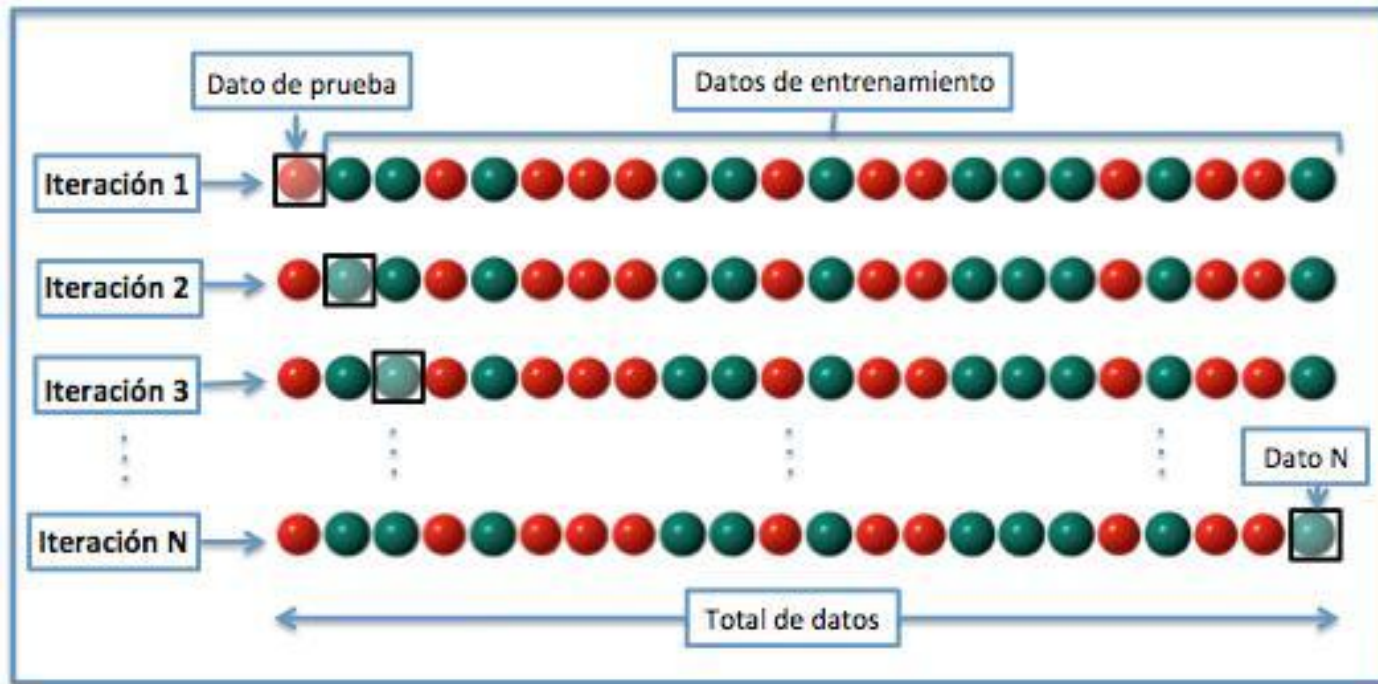 Dato de prueba
Datos de entrenamiento
Iteración 1
Iteración 2
Iteración 3
Dato N
Iteración N
Total de datos